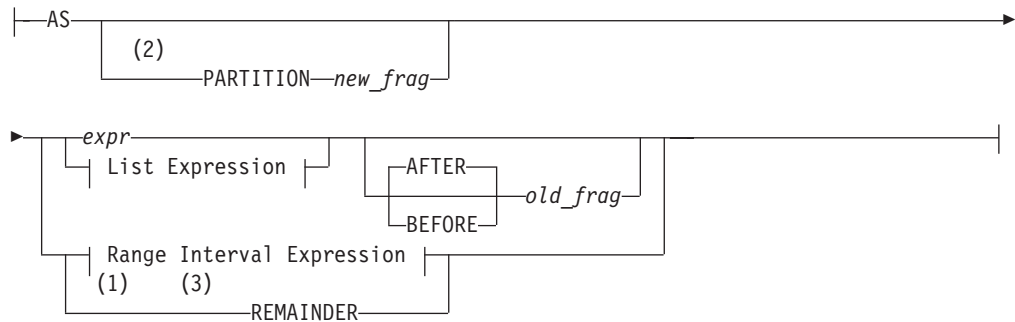 AS
(2)
PARTITION new_frag
expr
List Expression
AFTER
old_frag
BEFORE
Range Interval Expression
(1) (3)
REMAINDER